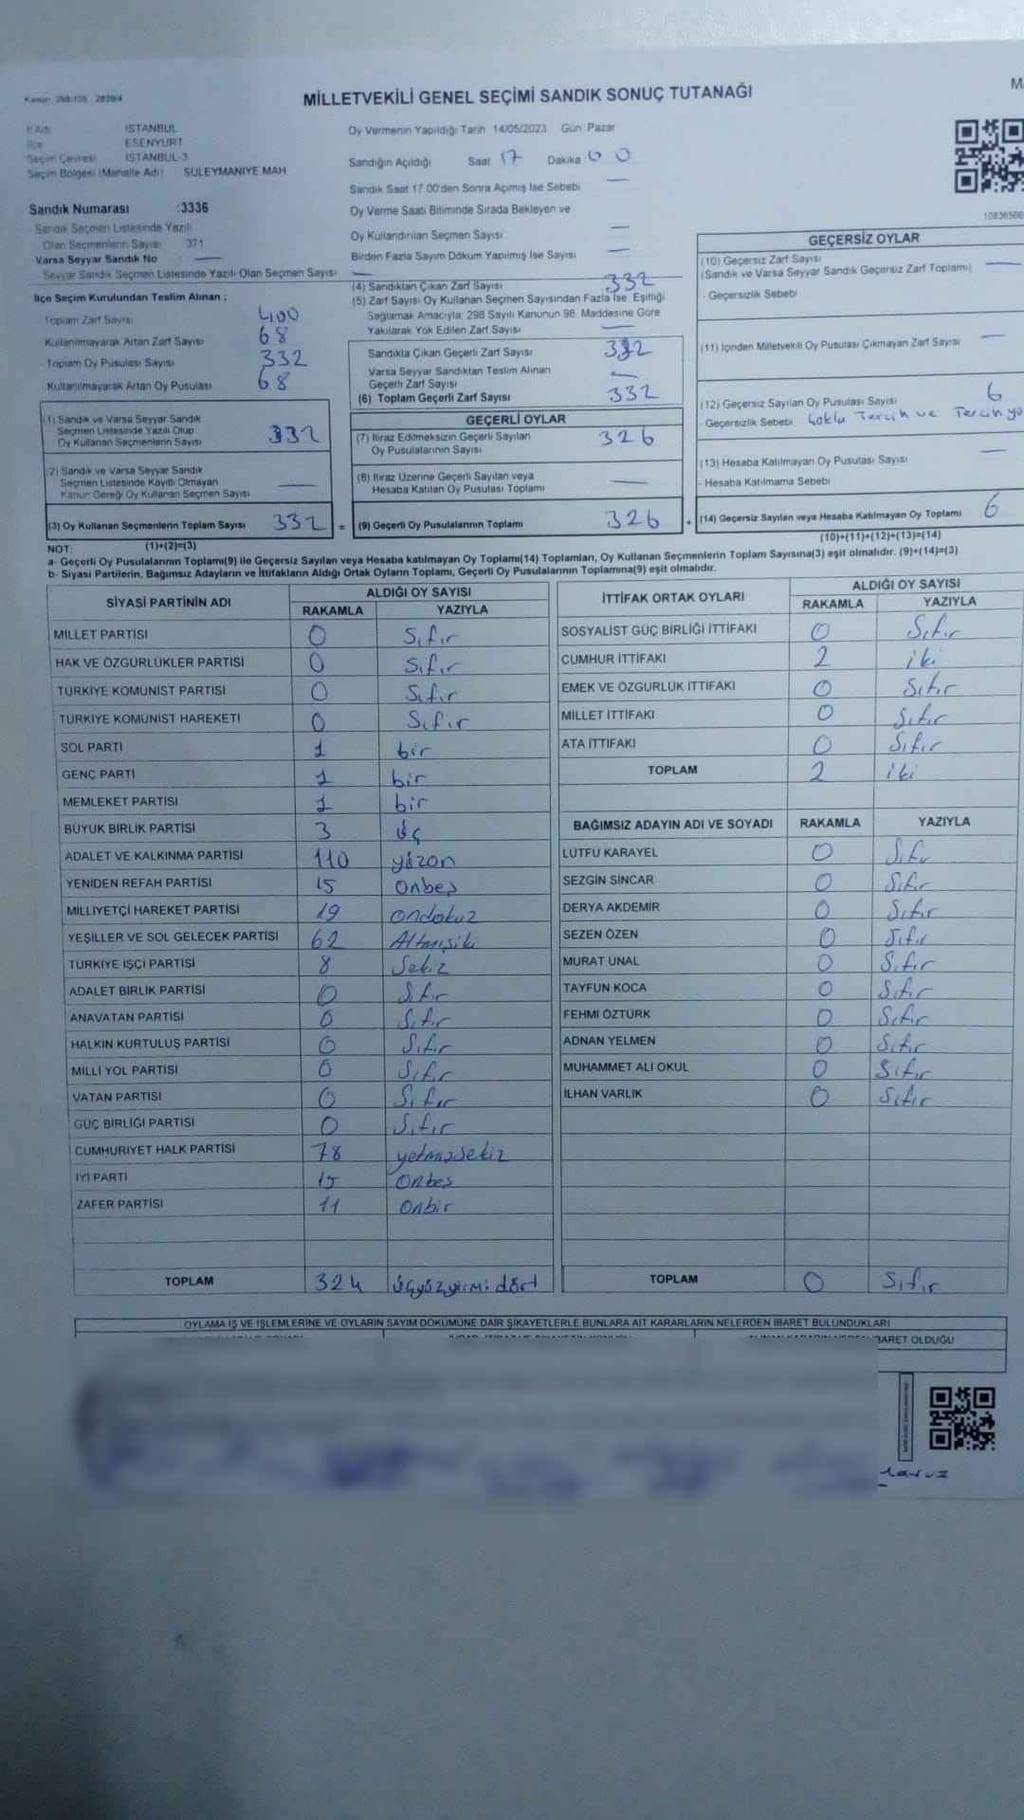 MİLLETVEKİLİ GENEL SEÇİMİ SANDIK SONUÇ TUTANAĞI
İSTANBUL
ESENYURT
Seçim Çevresi İSTANBUL-3
Seçim Bölgesi (Mahalle Adı) SÜLEYMANİYE MAH
Sandık Numarası :3336
Sandık Seçmen Listesinde Yazılı
Olan Seçmenlerin Sayısı 371
Varsa Seyyar Sandık No —
Seyyar Sandık Seçmen Listesinde Yazılı Olan Seçmen Sayısı —
İlçe Seçim Kurulundan Teslim Alınan ;
Toplam Zarf Sayısı 400
Kullanılmayarak Artan Zarf Sayısı 68
Toplam Oy Pusulası Sayısı 332
Kullanılmayarak Artan Oy Pusulası 68
(1) Sandık ve Varsa Seyyar Sandık
Seçmen Listesinde Yazılı Olup
Oy Kullanan Seçmenlerin Sayısı 332
(2) Sandık ve Varsa Seyyar Sandık
Seçmen Listesinde Kayıtlı Olmayan
Kanun Gereği Oy Kullanan Seçmen Sayısı —
(3) Oy Kullanan Seçmenlerin Toplam Sayısı 332 =
(1)+(2)=(3)
Oy Vermenin Yapıldığı Tarih 14/05/2023 Gün Pazar
Sandığın Açıldığı Saat 17 Dakika 00
Sandık Saat 17.00'den Sonra Açımış İse Sebebi —
Oy Verme Saati Bitiminde Sırada Bekleyen ve
Oy Kullandırılan Seçmen Sayısı —
Birden Fazla Sayım Döküm Yapılmış İse Sayısı —
(4) Sandıktan Çıkan Zarf Sayısı 332
(5) Zarf Sayısı Oy Kullanan Seçmen Sayısından Fazla İse, Eşitliği
Sağlamak Amacıyla: 298 Sayılı Kanunun 98. Maddesine Göre
Yakılarak Yok Edilen Zarf Sayısı —
Sandıkta Çıkan Geçerli Zarf Sayısı 332
Varsa Seyyar Sandıktan Teslim Alınan
Geçerli Zarf Sayısı —
(6) Toplam Geçerli Zarf Sayısı 332
GEÇERLİ OYLAR
(7) İtiraz Edilmeksizin Geçerli Sayılan
Oy Pusulalarının Sayısı 326
(8) İtiraz Üzerine Geçerli Sayılan veya
Hesaba Katılan Oy Pusulası Toplamı —
(9) Geçerli Oy Pusulalarının Toplamı 326 +
GEÇERSİZ OYLAR
(10) Geçersiz Zarf Sayısı
(Sandık ve Varsa Seyyar Sandık Geçersiz Zarf Toplamı) —
- Geçersizlik Sebebi
(11) İçinden Milletvekili Oy Pusulası Çıkmayan Zarf Sayısı —
(12) Geçersiz Sayılan Oy Pusulası Sayısı 6
- Geçersizlik Sebebi Çoklu Tercih ve Tercih yo
(13) Hesaba Katılmayan Oy Pusulası Sayısı —
- Hesaba Katılmama Sebebi
(14) Geçersiz Sayılan veya Hesaba Katılmayan Oy Toplamı 6
(10)+(11)+(12)+(13)=(14)
NOT:
a- Geçerli Oy Pusulalarının Toplamı(9) ile Geçersiz Sayılan veya Hesaba katılmayan Oy Toplamı(14) Toplamları, Oy Kullanan Seçmenlerin Toplam Sayısına(3) eşit olmalıdır. (9)+(14)=(3)
b- Siyasi Partilerin, Bağımsız Adayların ve İttifakların Aldığı Ortak Oyların Toplamı, Geçerli Oy Pusulalarının Toplamına(9) eşit olmalıdır.
SİYASİ PARTİNİN ADI ALDIĞI OY SAYISI
RAKAMLA YAZIYLA
MİLLET PARTİSİ 0 Sıfır
HAK VE ÖZGÜRLÜKLER PARTİSİ 0 Sıfır
TÜRKİYE KOMÜNİST PARTİSİ 0 Sıfır
TÜRKİYE KOMÜNİST HAREKETİ 0 Sıfır
SOL PARTİ 1 bir
GENÇ PARTİ 1 bir
MEMLEKET PARTİSİ 1 bir
BÜYÜK BİRLİK PARTİSİ 3 üç
ADALET VE KALKINMA PARTİSİ 110 yüzon
YENİDEN REFAH PARTİSİ 15 Onbeş
MİLLİYETÇİ HAREKET PARTİSİ 19 ondokuz
YEŞİLLER VE SOL GELECEK PARTİSİ 62 Altmışiki
TÜRKİYE İŞÇİ PARTİSİ 8 Sekiz
ADALET BİRLİK PARTİSİ 0 Sıfır
ANAVATAN PARTİSİ 0 Sıfır
HALKIN KURTULUŞ PARTİSİ 0 Sıfır
MİLLİ YOL PARTİSİ 0 Sıfır
VATAN PARTİSİ 0 Sıfır
GÜÇ BİRLİĞİ PARTİSİ 0 Sıfır
CUMHURİYET HALK PARTİSİ 78 yetmişsekiz
İYİ PARTİ 15 Onbeş
ZAFER PARTİSİ 11 Onbir
TOPLAM 324 üçyüzyirmi dört
İTTİFAK ORTAK OYLARI ALDIĞI OY SAYISI
RAKAMLA YAZIYLA
SOSYALİST GÜÇ BİRLİĞİ İTTİFAKI 0 Sıfır
CUMHUR İTTİFAKI 2 iki
EMEK VE ÖZGÜRLÜK İTTİFAKI 0 Sıfır
MİLLET İTTİFAKI 0 Sıfır
ATA İTTİFAKI 0 Sıfır
TOPLAM 2 iki
BAĞIMSIZ ADAYIN ADI VE SOYADI RAKAMLA YAZIYLA
LÜTFÜ KARAYEL 0 Sıfır
SEZGİN SİNCAR 0 Sıfır
DERYA AKDEMİR 0 Sıfır
SEZEN ÖZEN 0 Sıfır
MURAT ÜNAL 0 Sıfır
TAYFUN KOCA 0 Sıfır
FEHMİ ÖZTÜRK 0 Sıfır
ADNAN YELMEN 0 Sıfır
MUHAMMET ALİ OKUL 0 Sıfır
İLHAN VARLIK 0 Sıfır
TOPLAM 0 Sıfır
OYLAMA İŞ VE İŞLEMLERİNE VE OYLARIN SAYIM DÖKÜMÜNE DAİR ŞİKAYETLERLE BUNLARA AİT KARARLARIN NELERDEN İBARET BULUNDUKLARI
İBARET OLDUĞU